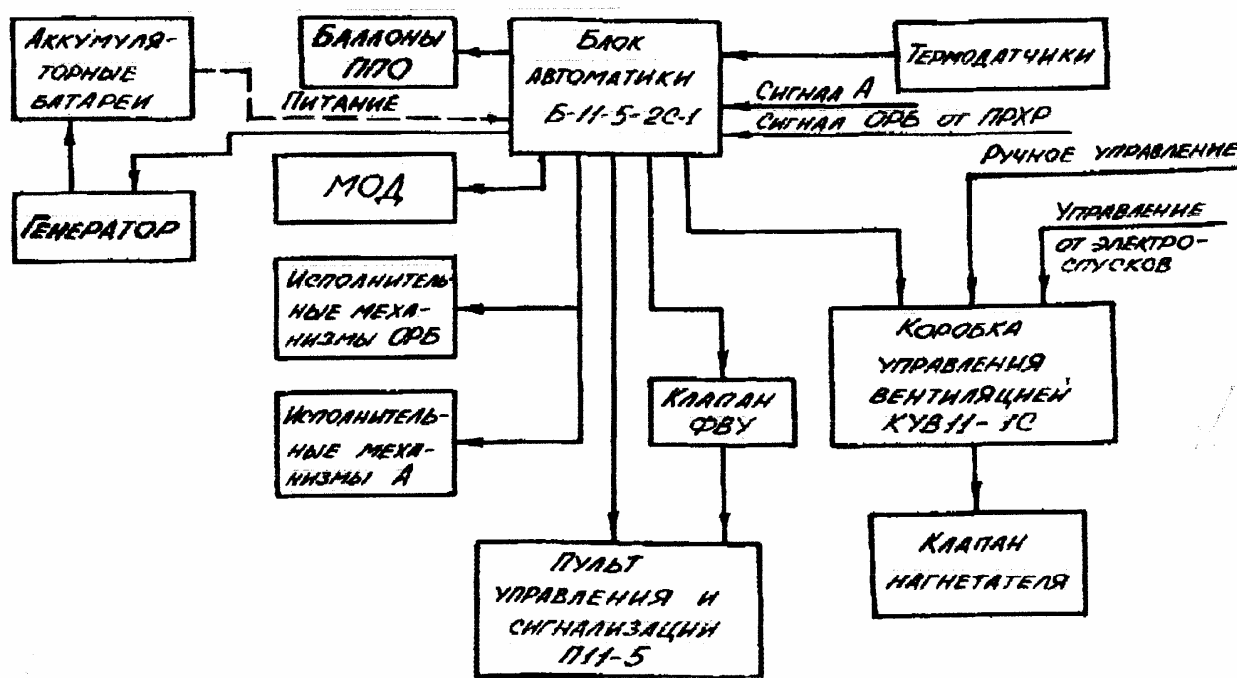 Аккумуля-
торные
батареи
Баллоны
ППО
Блок
автоматики
Б-11-5-2С-1
Термодатчики
Питание
Сигнал А
Сигнал ОРБ от ПРХР
Ручное управление
МОД
Генератор
Управление
от электро-
спусков
Исполнитель-
ные меха-
низмы ОРБ
Коробка
управления
вентиляцией
КУВ11-1С
Клапан
ФВУ
Исполнитель-
ные меха-
низмы А
Клапан
нагнетателя
Пульт
управления и
сигнализации
П11-5